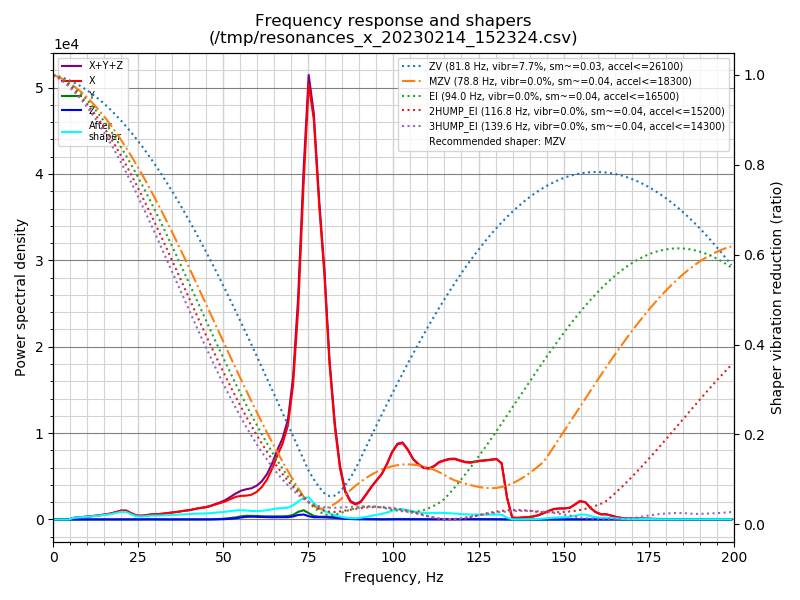 Frequency response and shapers
(/tmp/resonances_x_20230214_152324.csv)
1e4
X+Y+Z
X
Y
Z
After
shaper
ZV (81.8 Hz, vibr=7.7%, sm~=0.03, accel<=26100)
MZV (78.8 Hz, vibr=0.0%, sm~=0.04, accel<=18300)
EI (94.0 Hz, vibr=0.0%, sm~=0.04, accel<=16500)
2HUMP_EI (116.8 Hz, vibr=0.0%, sm~=0.04, accel<=15200)
3HUMP_EI (139.6 Hz, vibr=0.0%, sm~=0.04, accel<=14300)
Recommended shaper: MZV
Power spectral density
5
4
3
2
1
0
1.0
0.8
0.6
0.4
0.2
0.0
Shaper vibration reduction (ratio)
0 25 50 75 100 125 150 175 200
Frequency, Hz